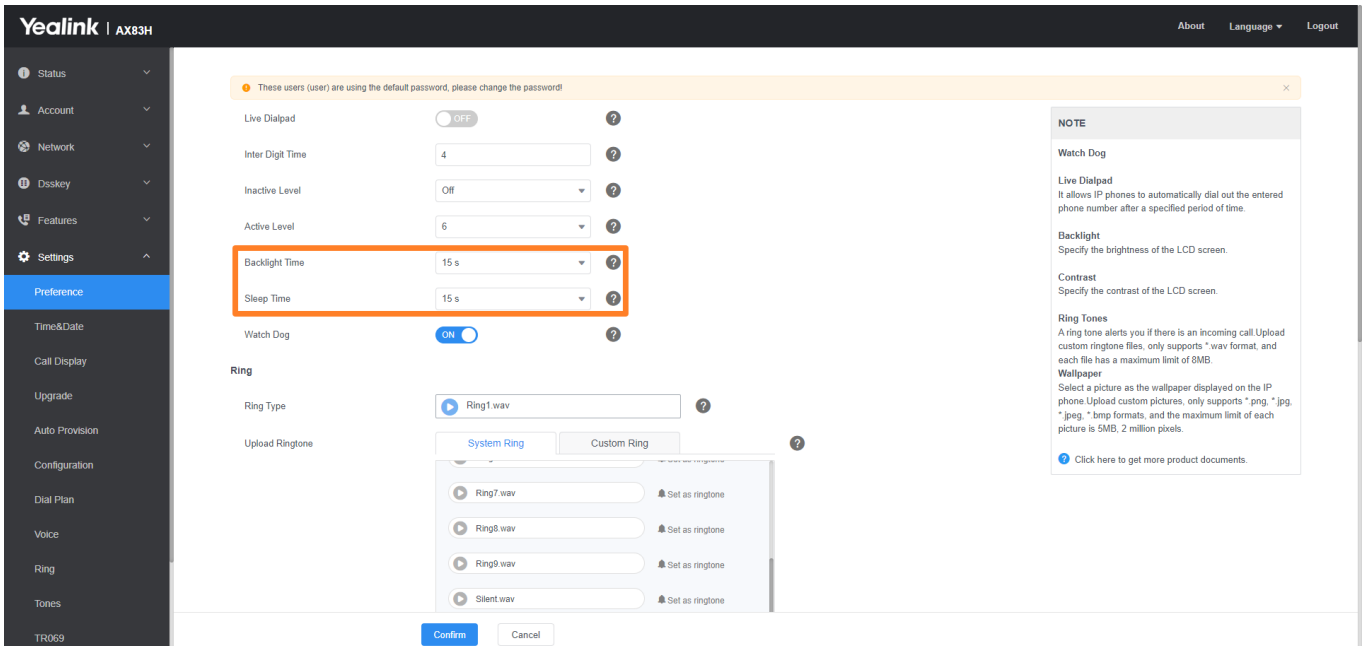 Yealink | AX83H
About Language Logout
Status
Account
Network
Dsskey
Features
Settings
Preference
Time&Date
Call Display
Upgrade
Auto Provision
Configuration
Dial Plan
Voice
Ring
Tones
TR069
These users (user) are using the default password, please change the password!
Live Dialpad OFF
Inter Digit Time 4
Inactive Level Off
Active Level 6
Backlight Time 15 s
Sleep Time 15 s
Watch Dog ON
Ring
Ring Type Ring1.wav
Upload Ringtone System Ring Custom Ring
Ring7.wav Set as ringtone
Ring8.wav Set as ringtone
Ring9.wav Set as ringtone
Silent.wav Set as ringtone
Confirm Cancel
NOTE
Watch Dog
Live Dialpad
It allows IP phones to automatically dial out the entered
phone number after a specified period of time.
Backlight
Specify the brightness of the LCD screen.
Contrast
Specify the contrast of the LCD screen.
Ring Tones
A ring tone alerts you if there is an incoming call.Upload
custom ringtone files, only supports *.wav format, and
each file has a maximum limit of 8MB.
Wallpaper
Select a picture as the wallpaper displayed on the IP
phone.Upload custom pictures, only supports *.png, *.jpg,
*.jpeg, *.bmp formats, and the maximum limit of each
picture is 5MB, 2 million pixels.
Click here to get more product documents.